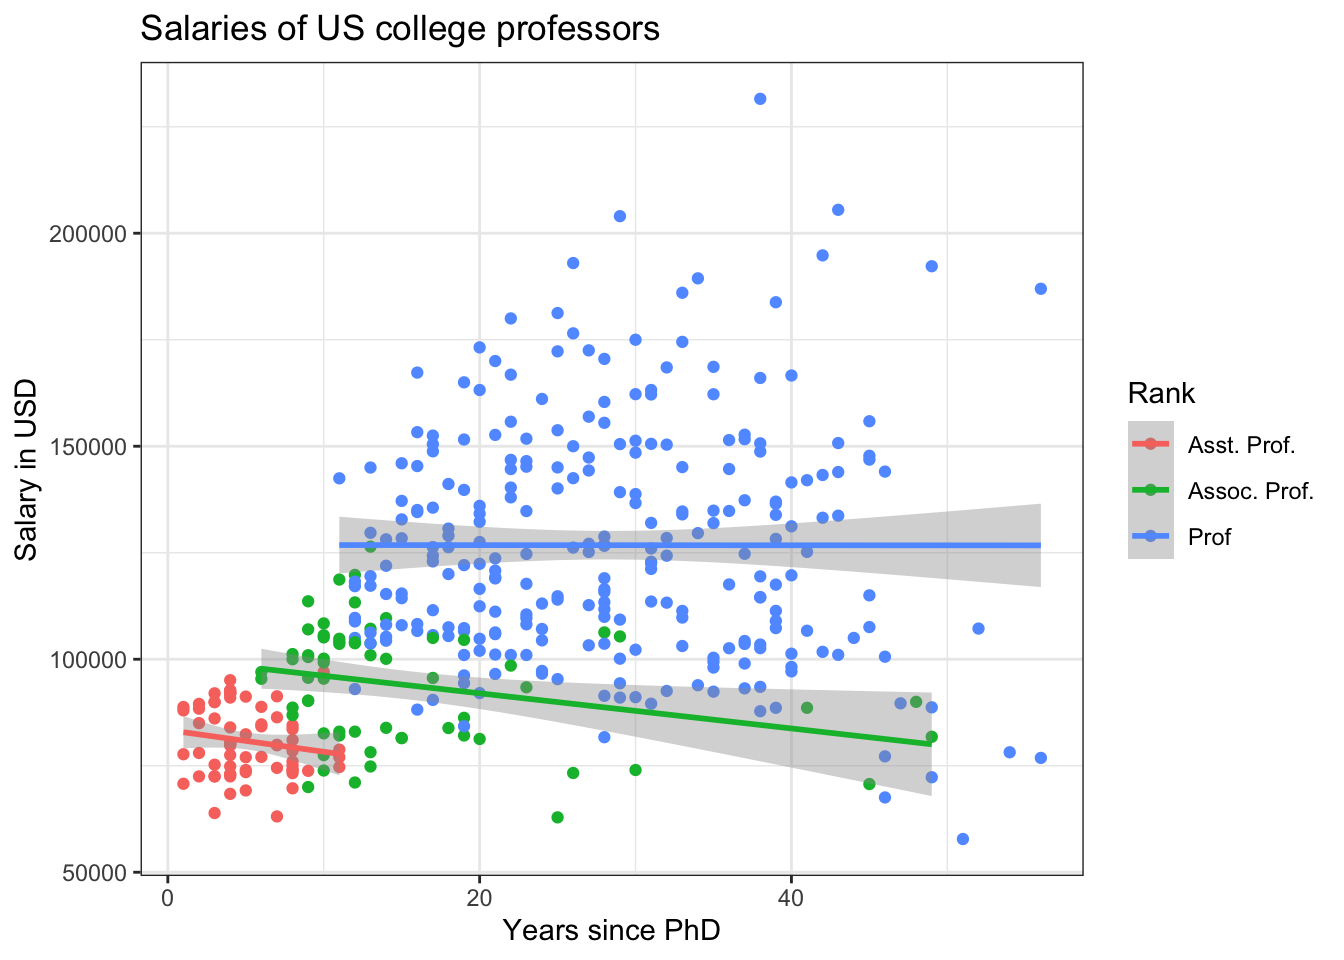 Salaries of US college professors
Salary in USD
200000
150000
100000
50000
0
20
40
Years since PhD
Rank
Asst. Prof.
Assoc. Prof.
Prof